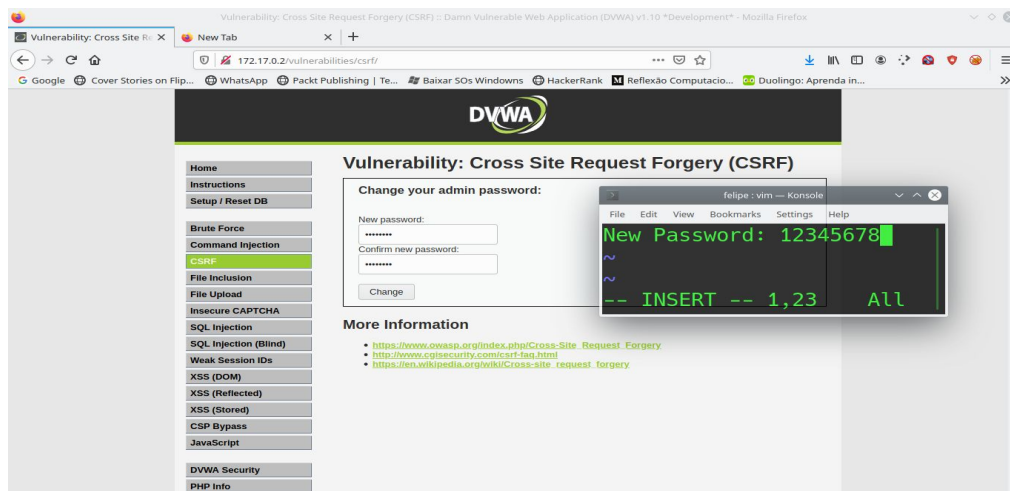 Vulnerability: Cross Site Request Forgery (CSRF) :: Damn Vulnerable Web Application (DVWA) v1.10 *Development* - Mozilla Firefox
Vulnerability: Cross Site Re
New Tab
172.17.0.2/vulnerabilities/csrf/
Google Cover Stories on Flip... WhatsApp Packt Publishing | Te... Baixar SOs Windowns HackerRank Reflexão Computacio... Duolingo: Aprenda in...
DVWA
Home
Instructions
Setup / Reset DB
Brute Force
Command Injection
CSRF
File Inclusion
File Upload
Insecure CAPTCHA
SQL Injection
SQL Injection (Blind)
Weak Session IDs
XSS (DOM)
XSS (Reflected)
XSS (Stored)
CSP Bypass
JavaScript
DVWA Security
PHP Info
Vulnerability: Cross Site Request Forgery (CSRF)
Change your admin password:
New password:
••••••••
Confirm new password:
••••••••
Change
More Information
https://www.owasp.org/index.php/Cross-Site_Request_Forgery
http://www.cgisecurity.com/csrf-faq.html
https://en.wikipedia.org/wiki/Cross-site_request_forgery
felipe : vim — Konsole
File Edit View Bookmarks Settings Help
New Password: 12345678
~
~
-- INSERT -- 1,23 All